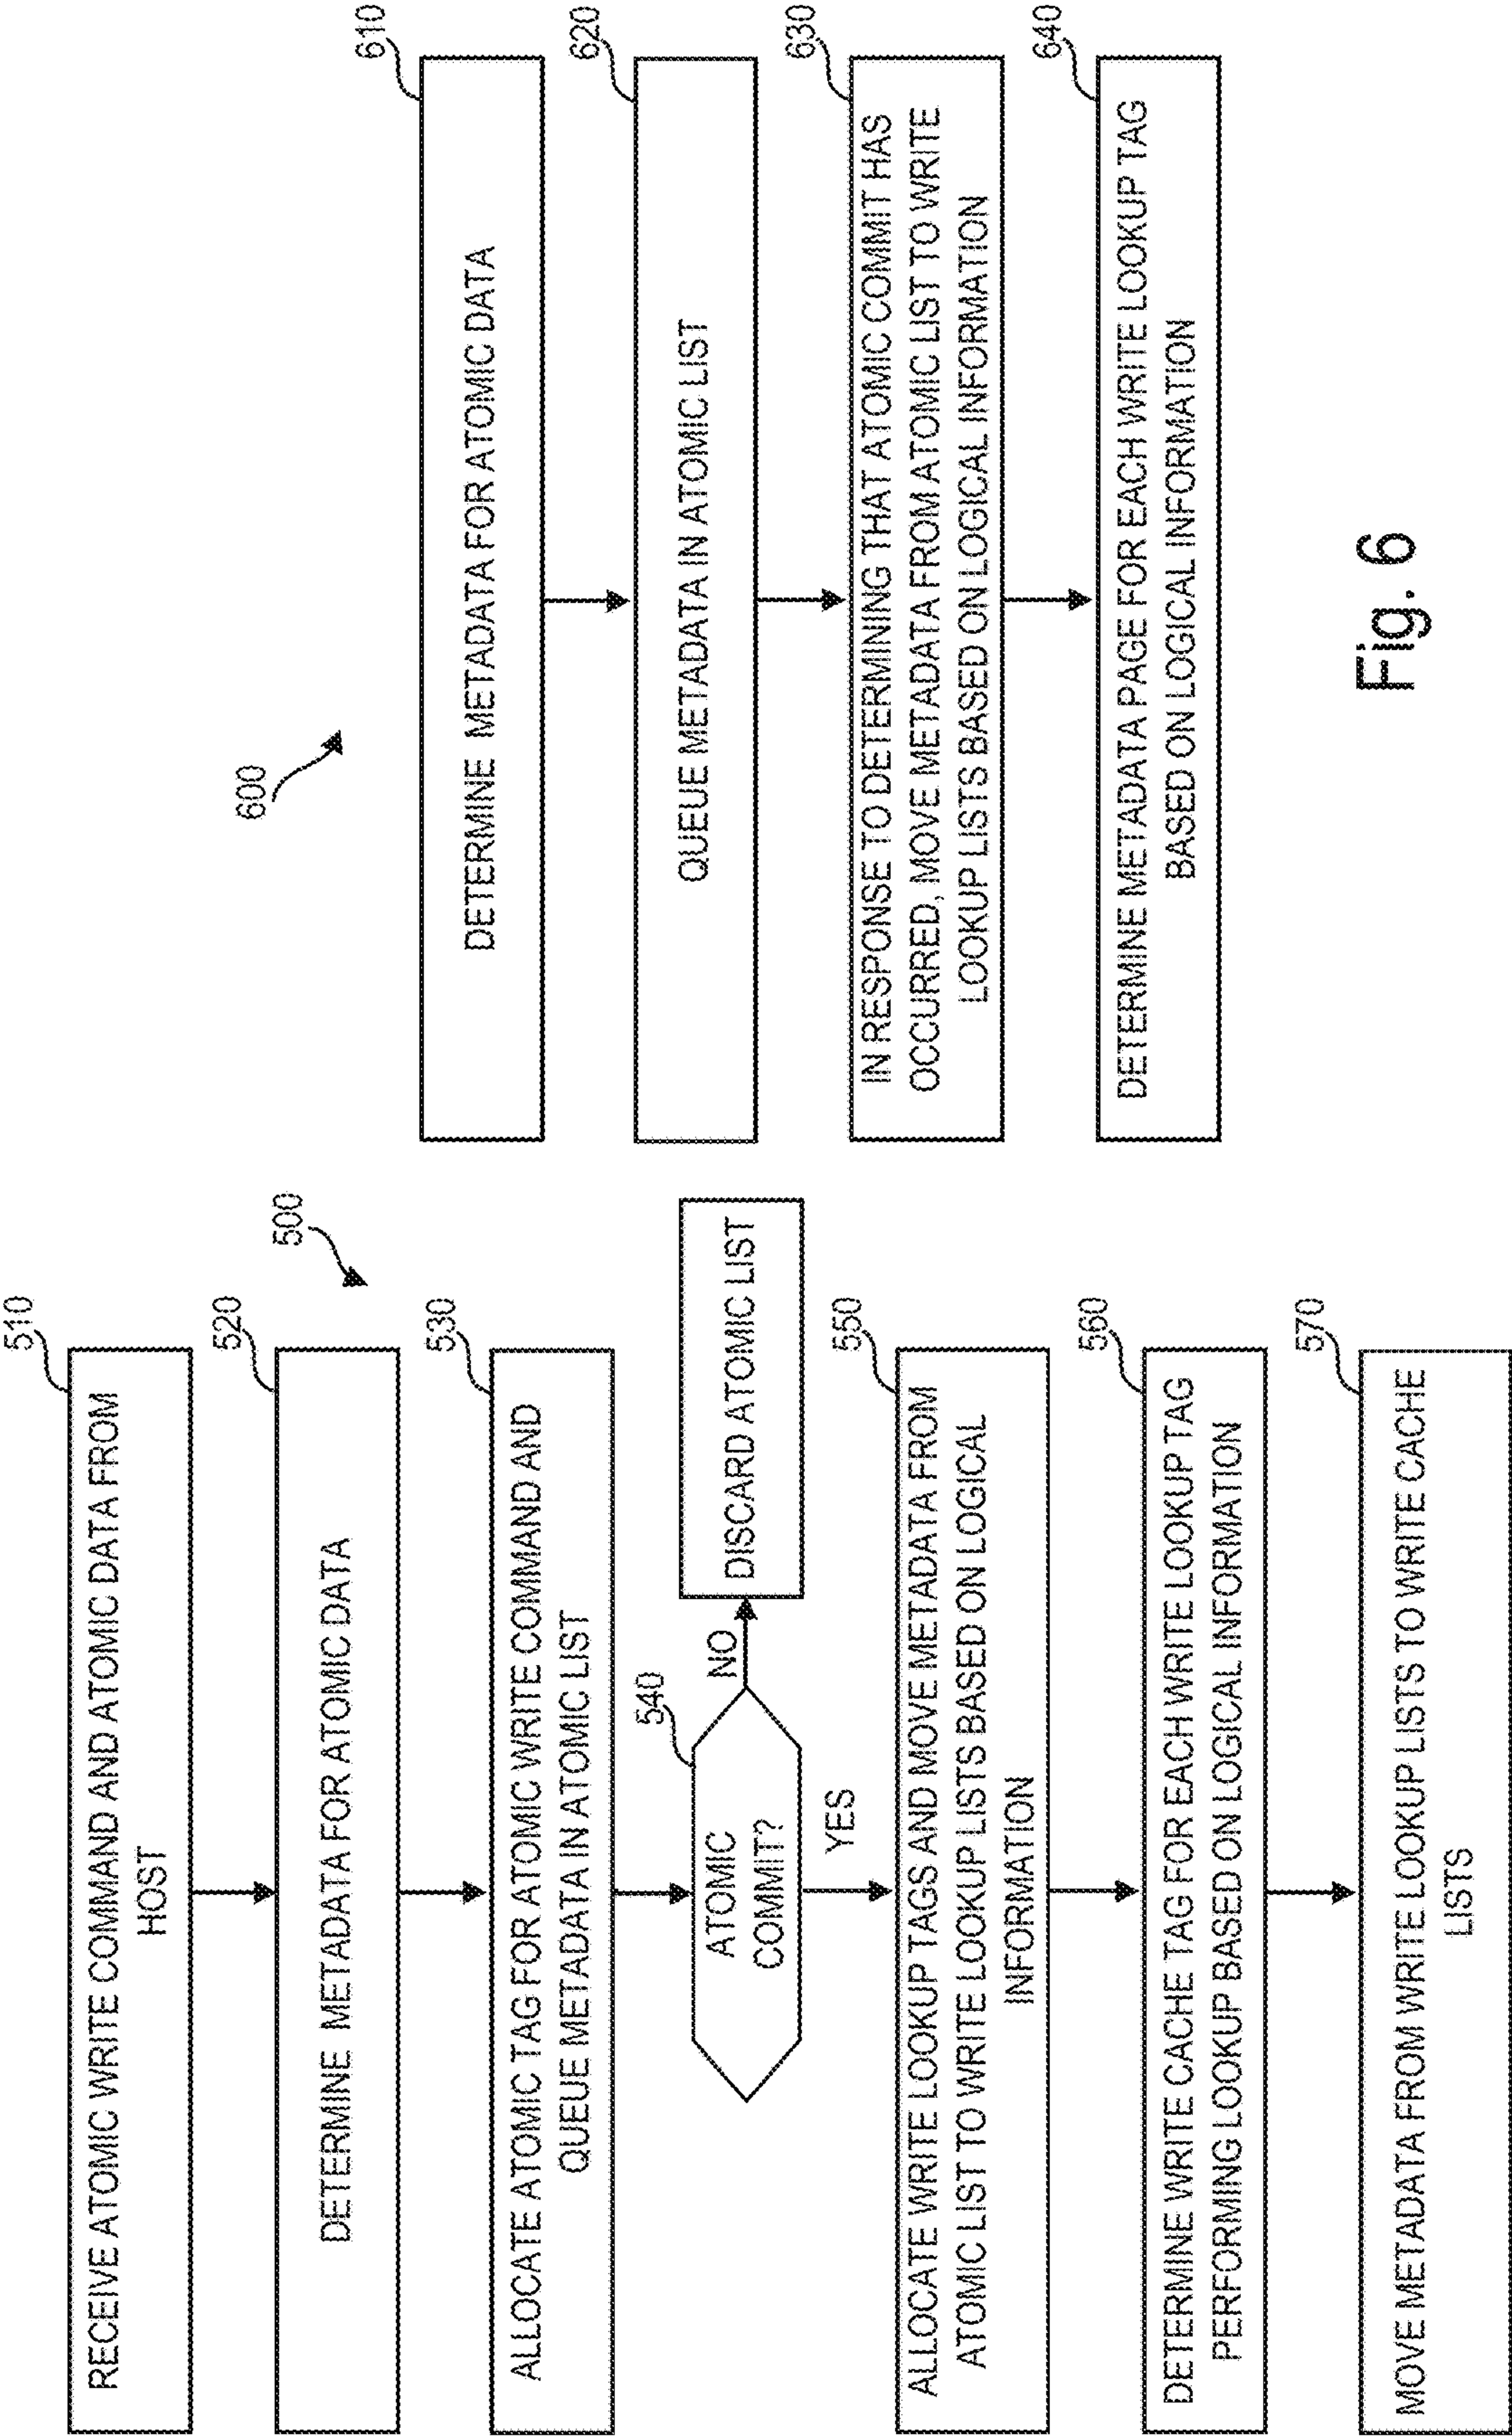 500
510
RECEIVE ATOMIC WRITE COMMAND AND ATOMIC DATA FROM
HOST
520
DETERMINE METADATA FOR ATOMIC DATA
530
ALLOCATE ATOMIC TAG FOR ATOMIC WRITE COMMAND AND
QUEUE METADATA IN ATOMIC LIST
540
ATOMIC
COMMIT?
NO
DISCARD ATOMIC LIST
YES
550
ALLOCATE WRITE LOOKUP TAGS AND MOVE METADATA FROM
ATOMIC LIST TO WRITE LOOKUP LISTS BASED ON LOGICAL
INFORMATION
560
DETERMINE WRITE CACHE TAG FOR EACH WRITE LOOKUP TAG
PERFORMING LOOKUP BASED ON LOGICAL INFORMATION
570
MOVE METADATA FROM WRITE LOOKUP LISTS TO WRITE CACHE
LISTS
600
610
DETERMINE METADATA FOR ATOMIC DATA
620
QUEUE METADATA IN ATOMIC LIST
630
IN RESPONSE TO DETERMINING THAT ATOMIC COMMIT HAS
OCCURRED, MOVE METADATA FROM ATOMIC LIST TO WRITE
LOOKUP LISTS BASED ON LOGICAL INFORMATION
640
DETERMINE METADATA PAGE FOR EACH WRITE LOOKUP TAG
BASED ON LOGICAL INFORMATION
Fig. 6